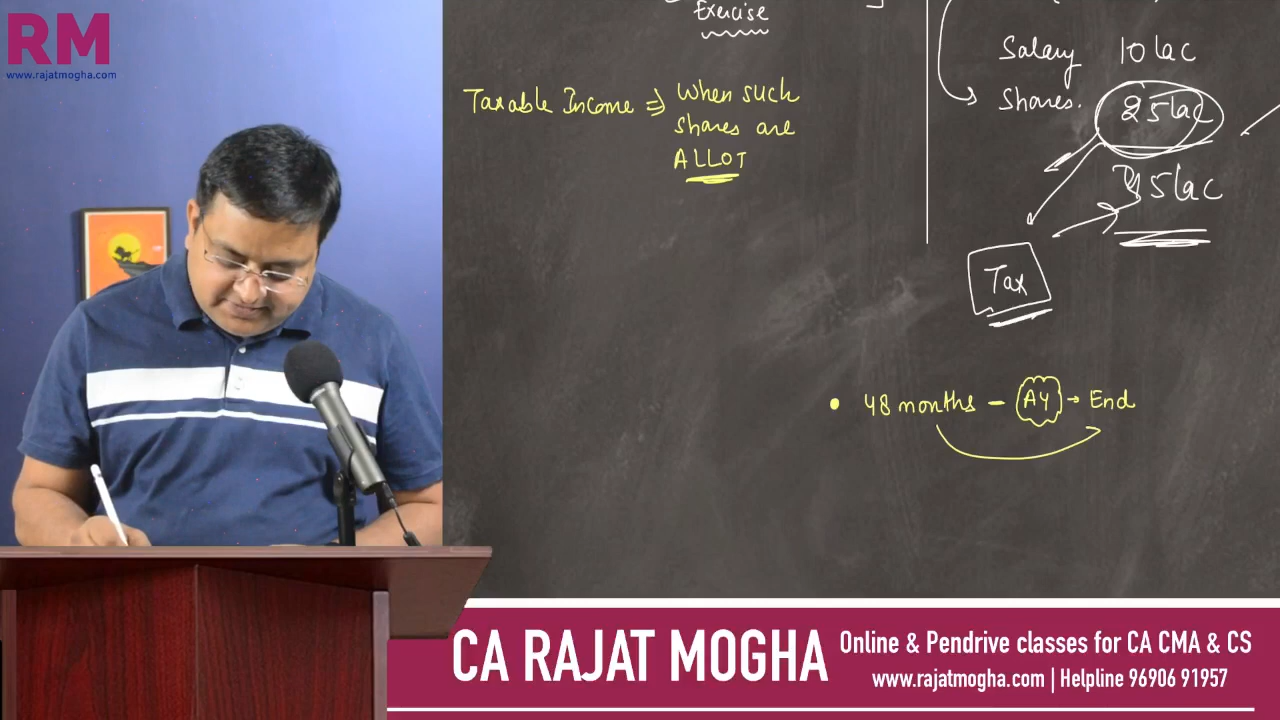 RM
www.rajatmogha.com
Exercise
Taxable Income ⇒ When such
shares are
ALLOT
Salary 10 lac
Shares. 25 lac
35 lac
Tax
• 48 months – AY → End
CA RAJAT MOGHA
Online & Pendrive classes for CA CMA & CS
www.rajatmogha.com | Helpline 96906 91957